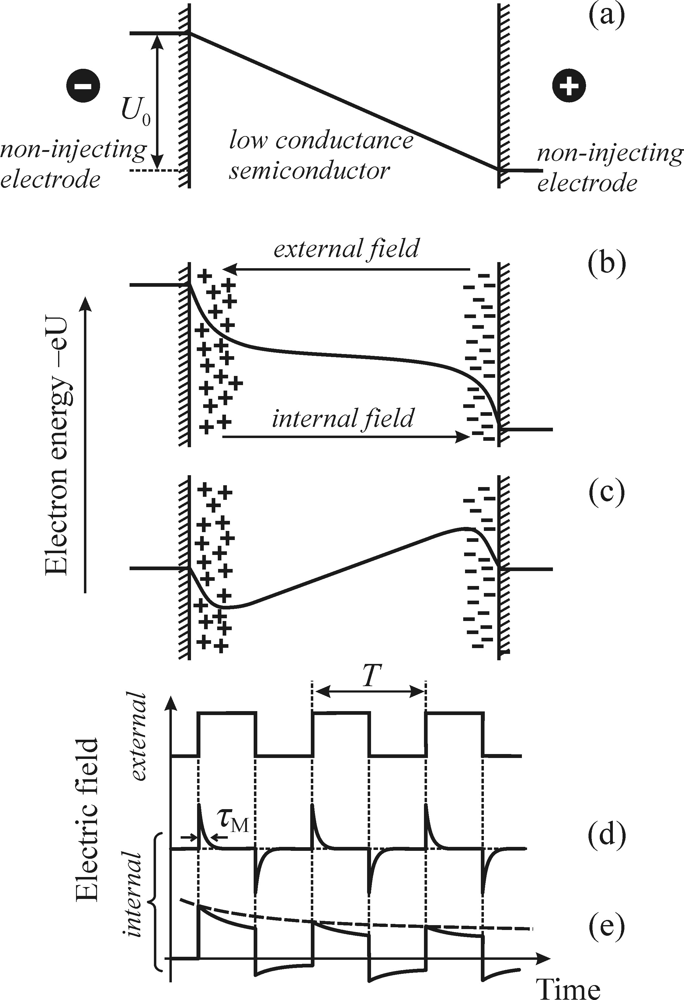 (a)
U0
non-injecting
electrode
low conductance
semiconductor
non-injecting
electrode
external field
(b)
Electron energy –eU
internal field
(c)
T
external
Electric field
τM
(d)
internal
(e)
Time